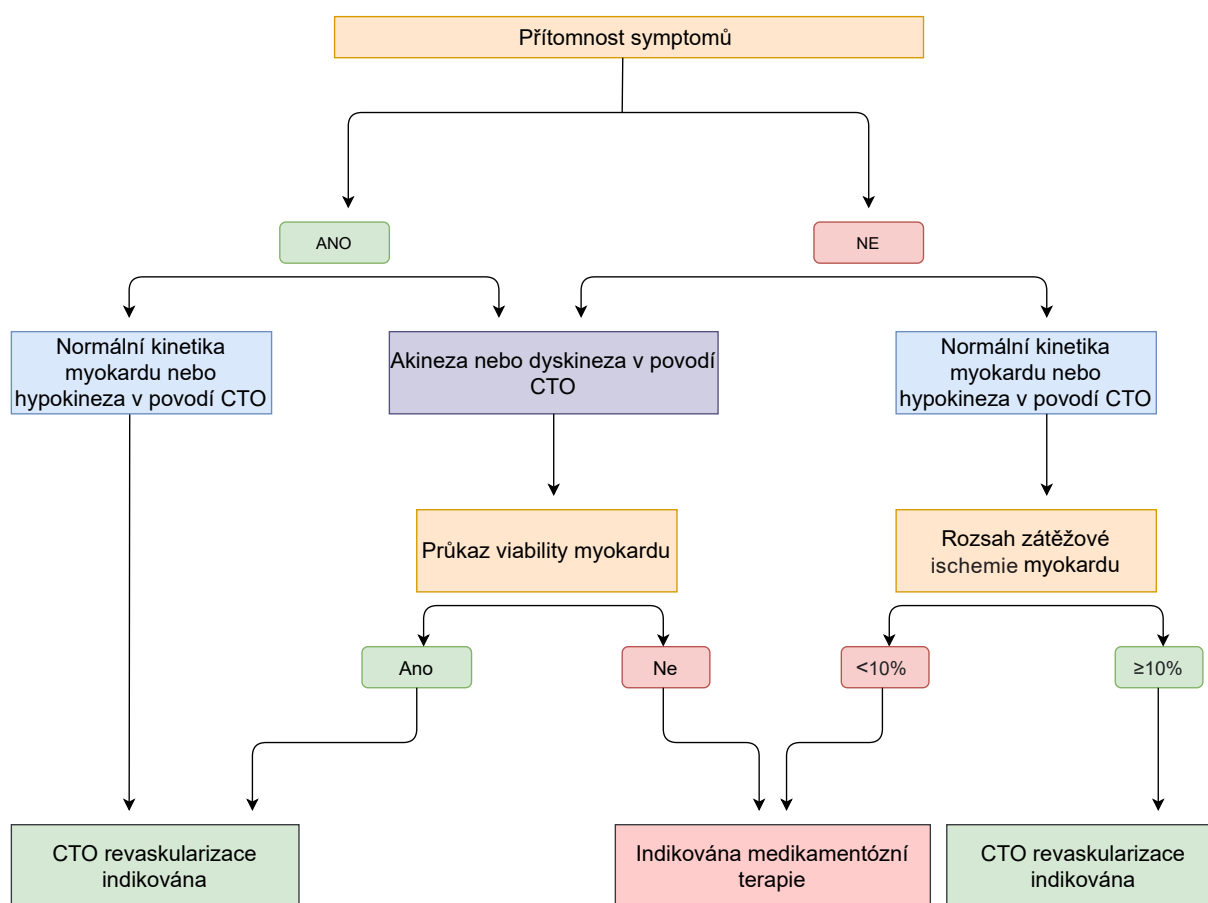 Přítomnost symptomů
ANO
NE
Normální kinetika
myokardu nebo
hypokineza v povodí CTO
Akineza nebo dyskineza v povodí
CTO
Normální kinetika
myokardu nebo
hypokineza v povodí CTO
Průkaz viability myokardu
Rozsah zátěžové
ischemie myokardu
Ano
Ne
<10%
≥10%
CTO revaskularizace
indikována
Indikována medikamentózní
terapie
CTO revaskularizace
indikována